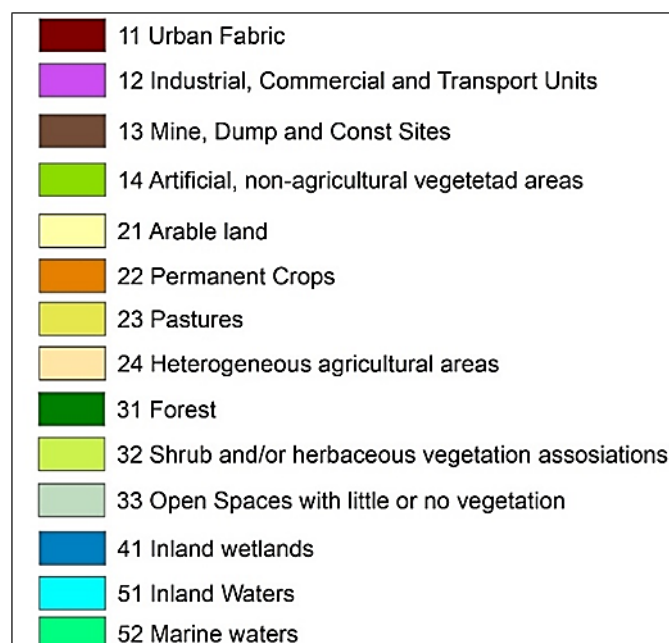 11 Urban Fabric
12 Industrial, Commercial and Transport Units
13 Mine, Dump and Const Sites
14 Artificial, non-agricultural vegetetad areas
21 Arable land
22 Permanent Crops
23 Pastures
24 Heterogeneous agricultural areas
31 Forest
32 Shrub and/or herbaceous vegetation assosiations
33 Open Spaces with little or no vegetation
41 Inland wetlands
51 Inland Waters
52 Marine waters